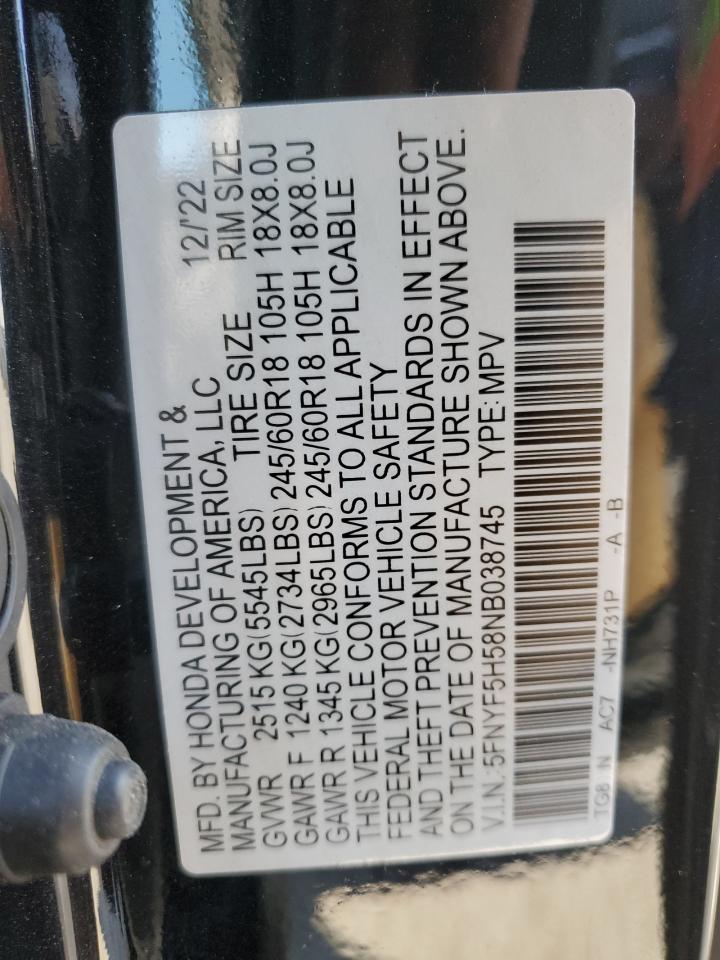 MFD. BY HONDA DEVELOPMENT & 12/'22
MANUFACTURING OF AMERICA, LLC
GVWR 2515 KG(5545LBS) TIRE SIZE RIM SIZE
GAWR F 1240 KG(2734LBS) 245/60R18 105H 18X8.0J
GAWR R 1345 KG(2965LBS) 245/60R18 105H 18X8.0J
THIS VEHICLE CONFORMS TO ALL APPLICABLE
FEDERAL MOTOR VEHICLE SAFETY
AND THEFT PREVENTION STANDARDS IN EFFECT
ON THE DATE OF MANUFACTURE SHOWN ABOVE.
V.I.N.:5FNYF5H58NB038745 TYPE:MPV
TG8 N AC7 -NH731P -A -B